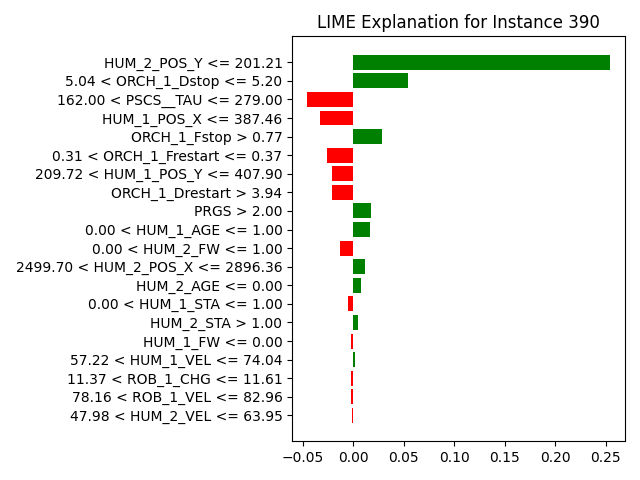 LIME Explanation for Instance 390
HUM_2_POS_Y <= 201.21
5.04 < ORCH_1_Dstop <= 5.20
162.00 < PSCS__TAU <= 279.00
HUM_1_POS_X <= 387.46
ORCH_1_Fstop > 0.77
0.31 < ORCH_1_Frestart <= 0.37
209.72 < HUM_1_POS_Y <= 407.90
ORCH_1_Drestart > 3.94
PRGS > 2.00
0.00 < HUM_1_AGE <= 1.00
0.00 < HUM_2_FW <= 1.00
2499.70 < HUM_2_POS_X <= 2896.36
HUM_2_AGE <= 0.00
0.00 < HUM_1_STA <= 1.00
HUM_2_STA > 1.00
HUM_1_FW <= 0.00
57.22 < HUM_1_VEL <= 74.04
11.37 < ROB_1_CHG <= 11.61
78.16 < ROB_1_VEL <= 82.96
47.98 < HUM_2_VEL <= 63.95
−0.05 0.00 0.05 0.10 0.15 0.20 0.25